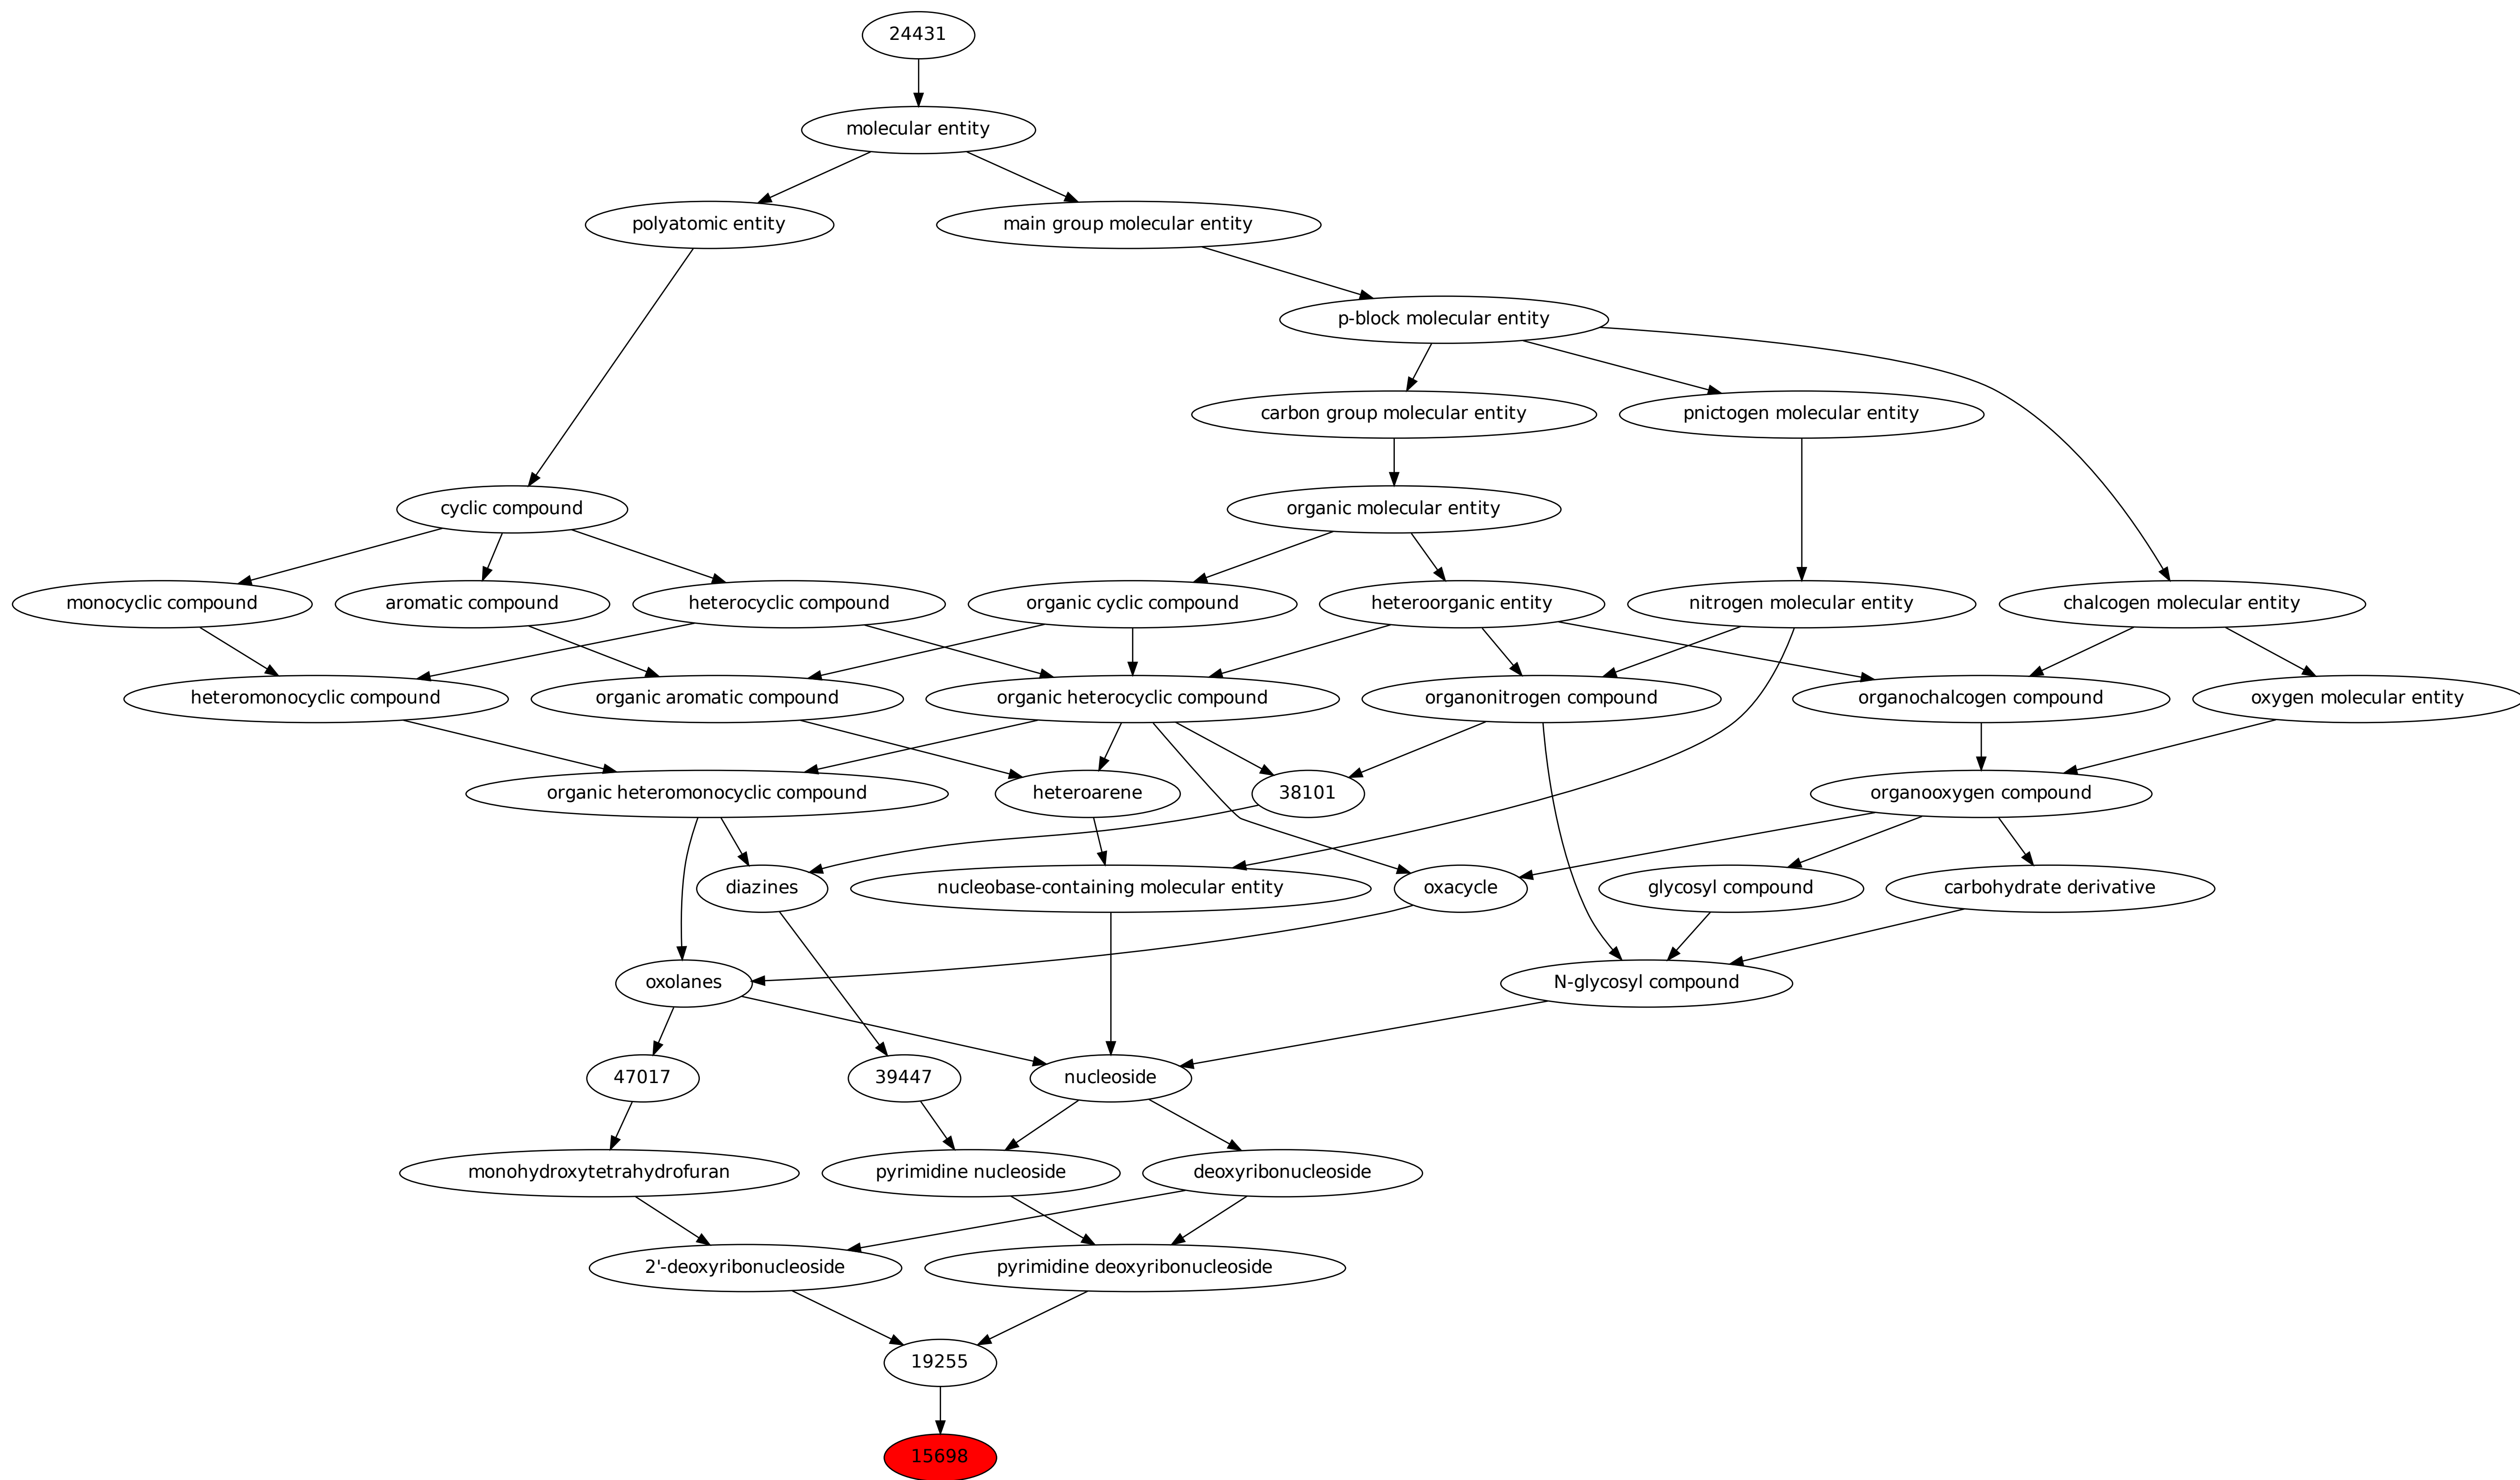 24431
molecular entity
polyatomic entity
main group molecular entity
p-block molecular entity
carbon group molecular entity
pnictogen molecular entity
cyclic compound
organic molecular entity
monocyclic compound
aromatic compound
heterocyclic compound
organic cyclic compound
heteroorganic entity
nitrogen molecular entity
chalcogen molecular entity
heteromonocyclic compound
organic aromatic compound
organic heterocyclic compound
organonitrogen compound
organochalcogen compound
oxygen molecular entity
organic heteromonocyclic compound
heteroarene
38101
organooxygen compound
diazines
nucleobase-containing molecular entity
oxacycle
glycosyl compound
carbohydrate derivative
oxolanes
N-glycosyl compound
47017
39447
nucleoside
monohydroxytetrahydrofuran
pyrimidine nucleoside
deoxyribonucleoside
2'-deoxyribonucleoside
pyrimidine deoxyribonucleoside
19255
15698